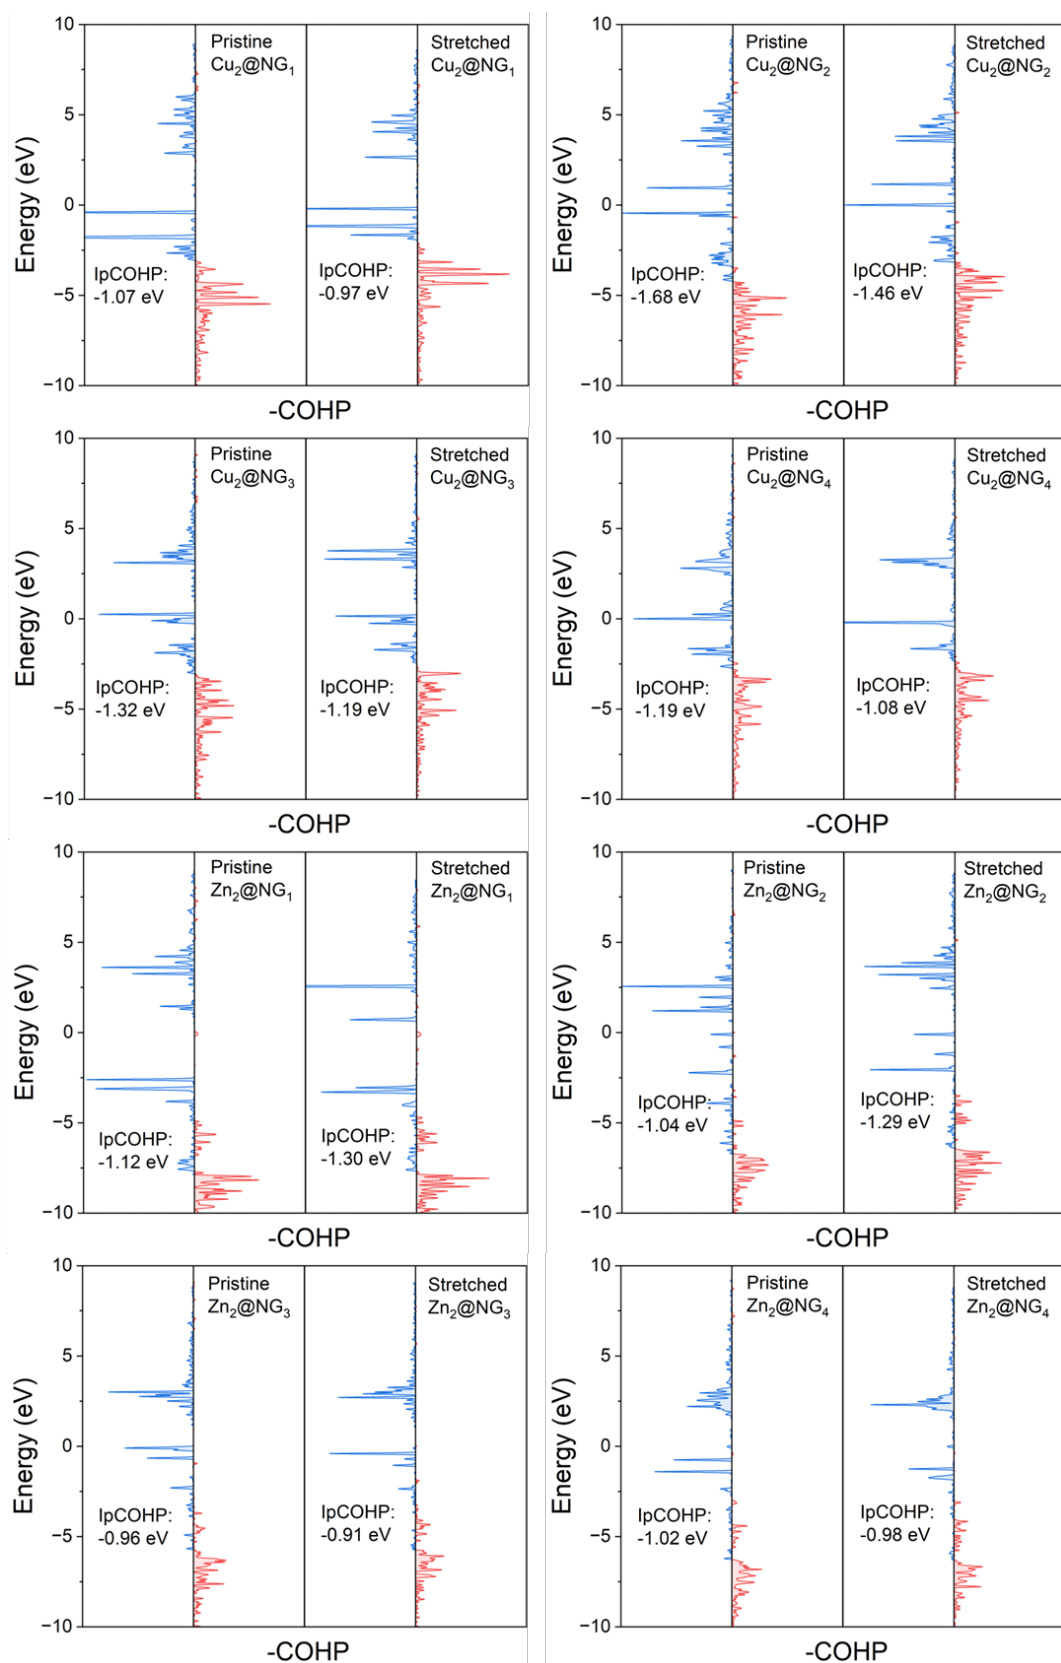 10
5
0
−5
−10
Energy (eV)
Pristine
Cu₂@NG₁
IpCOHP:
-1.07 eV
Stretched
Cu₂@NG₁
IpCOHP:
-0.97 eV
-COHP
10
5
0
−5
−10
Energy (eV)
Pristine
Cu₂@NG₂
IpCOHP:
-1.68 eV
Stretched
Cu₂@NG₂
IpCOHP:
-1.46 eV
-COHP
10
5
0
−5
−10
Energy (eV)
Pristine
Cu₂@NG₃
IpCOHP:
-1.32 eV
Stretched
Cu₂@NG₃
IpCOHP:
-1.19 eV
-COHP
10
5
0
−5
−10
Energy (eV)
Pristine
Cu₂@NG₄
IpCOHP:
-1.19 eV
Stretched
Cu₂@NG₄
IpCOHP:
-1.08 eV
-COHP
10
5
0
−5
−10
Energy (eV)
Pristine
Zn₂@NG₁
IpCOHP:
-1.12 eV
Stretched
Zn₂@NG₁
IpCOHP:
-1.30 eV
-COHP
10
5
0
−5
−10
Energy (eV)
Pristine
Zn₂@NG₂
IpCOHP:
-1.04 eV
Stretched
Zn₂@NG₂
IpCOHP:
-1.29 eV
-COHP
10
5
0
−5
−10
Energy (eV)
Pristine
Zn₂@NG₃
IpCOHP:
-0.96 eV
Stretched
Zn₂@NG₃
IpCOHP:
-0.91 eV
-COHP
10
5
0
−5
−10
Energy (eV)
Pristine
Zn₂@NG₄
IpCOHP:
-1.02 eV
Stretched
Zn₂@NG₄
IpCOHP:
-0.98 eV
-COHP